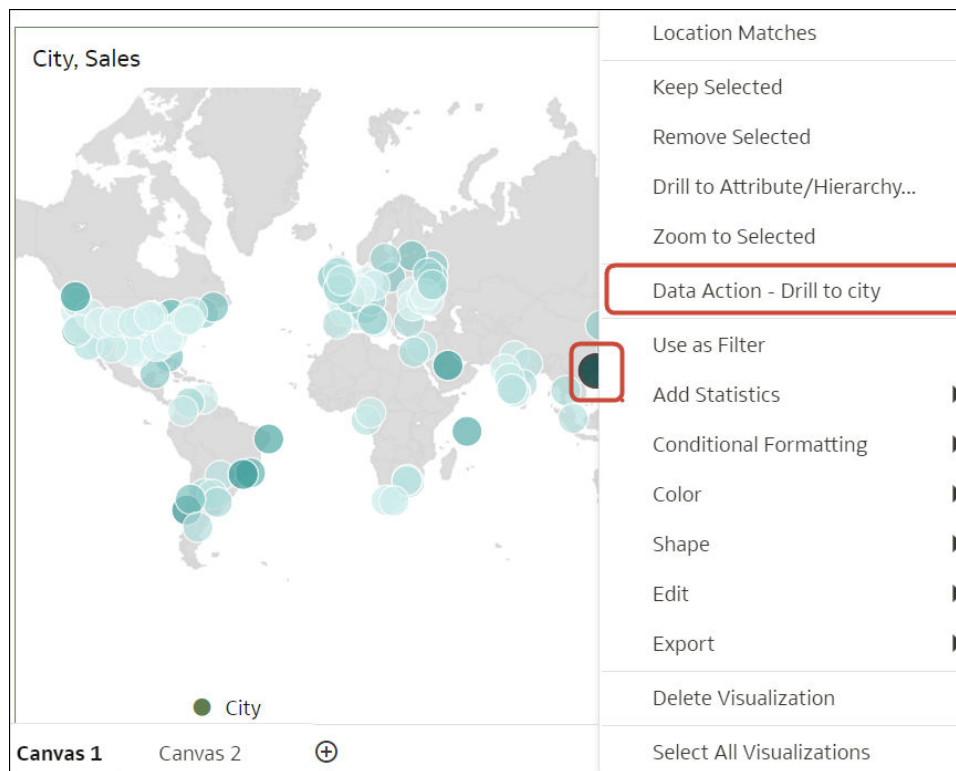 City, Sales
City
Canvas 1
Canvas 2
Location Matches
Keep Selected
Remove Selected
Drill to Attribute/Hierarchy...
Zoom to Selected
Data Action - Drill to city
Use as Filter
Add Statistics
Conditional Formatting
Color
Shape
Edit
Export
Delete Visualization
Select All Visualizations